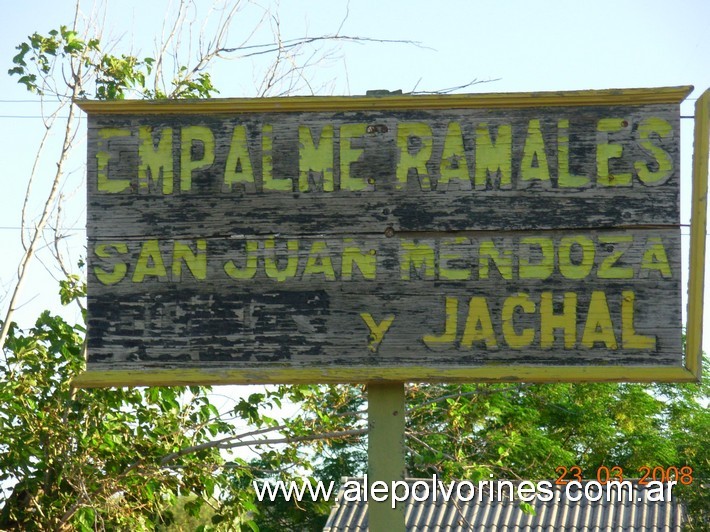 EMPALME RAMALES
SAN JUAN MENDOZA
Y JACHAL
23 03 2008
www.alepolvorines.com.ar